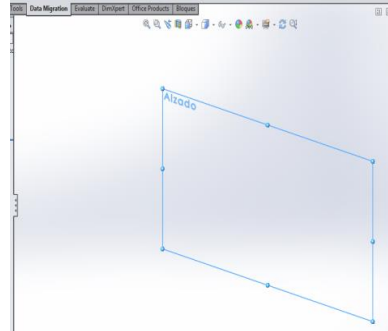 Tools Data Migration Evaluate DimXpert Office Products Bloques
Alzado